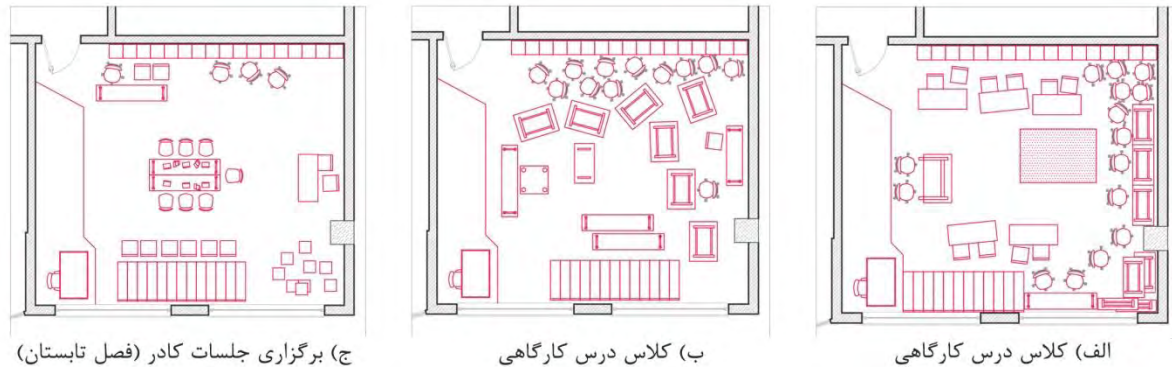 الف) کلاس درس کارگاهی
ب) کلاس درس کارگاهی
ج) برگزاری جلسات کادر (فصل تابستان)